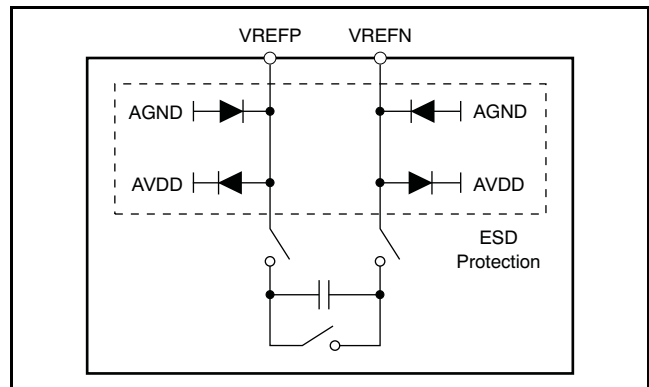 VREFP VREFN
AGND AGND
AVDD AVDD
ESD
Protection